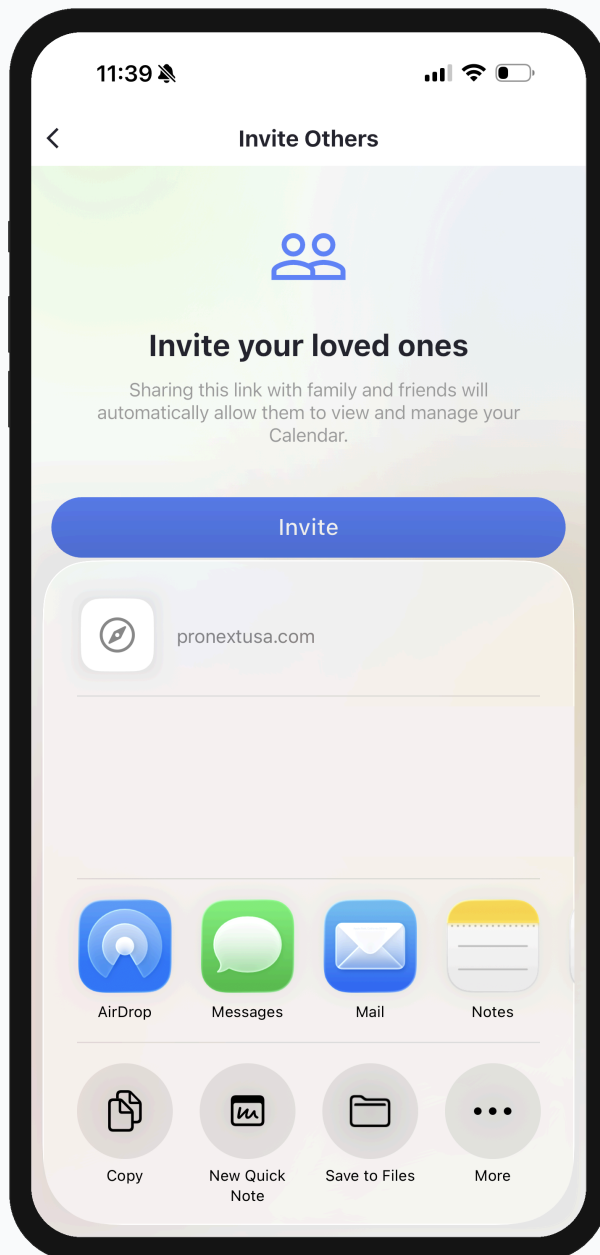 11:39
Invite Others
Invite your loved ones
Sharing this link with family and friends will
automatically allow them to view and manage your
Calendar.
Invite
pronextusa.com
AirDrop
Messages
Mail
Notes
Copy
New Quick
Note
Save to Files
More